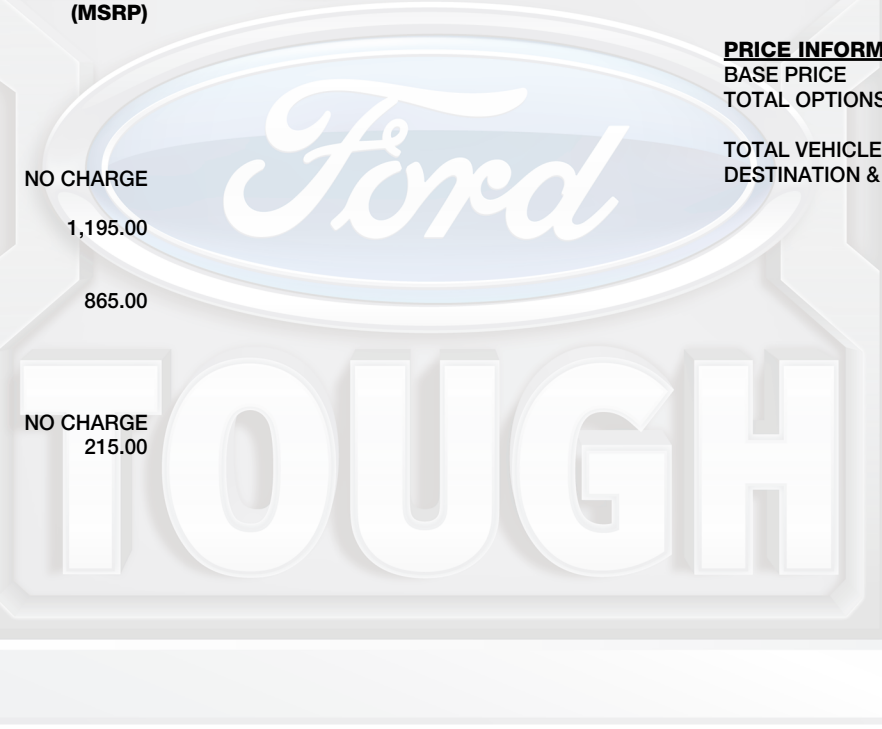 (MSRP)
NO CHARGE
1,195.00
865.00
NO CHARGE
215.00
PRICE INFORM
BASE PRICE
TOTAL OPTIONS
TOTAL VEHICLE
DESTINATION &
Ford
TOUGH